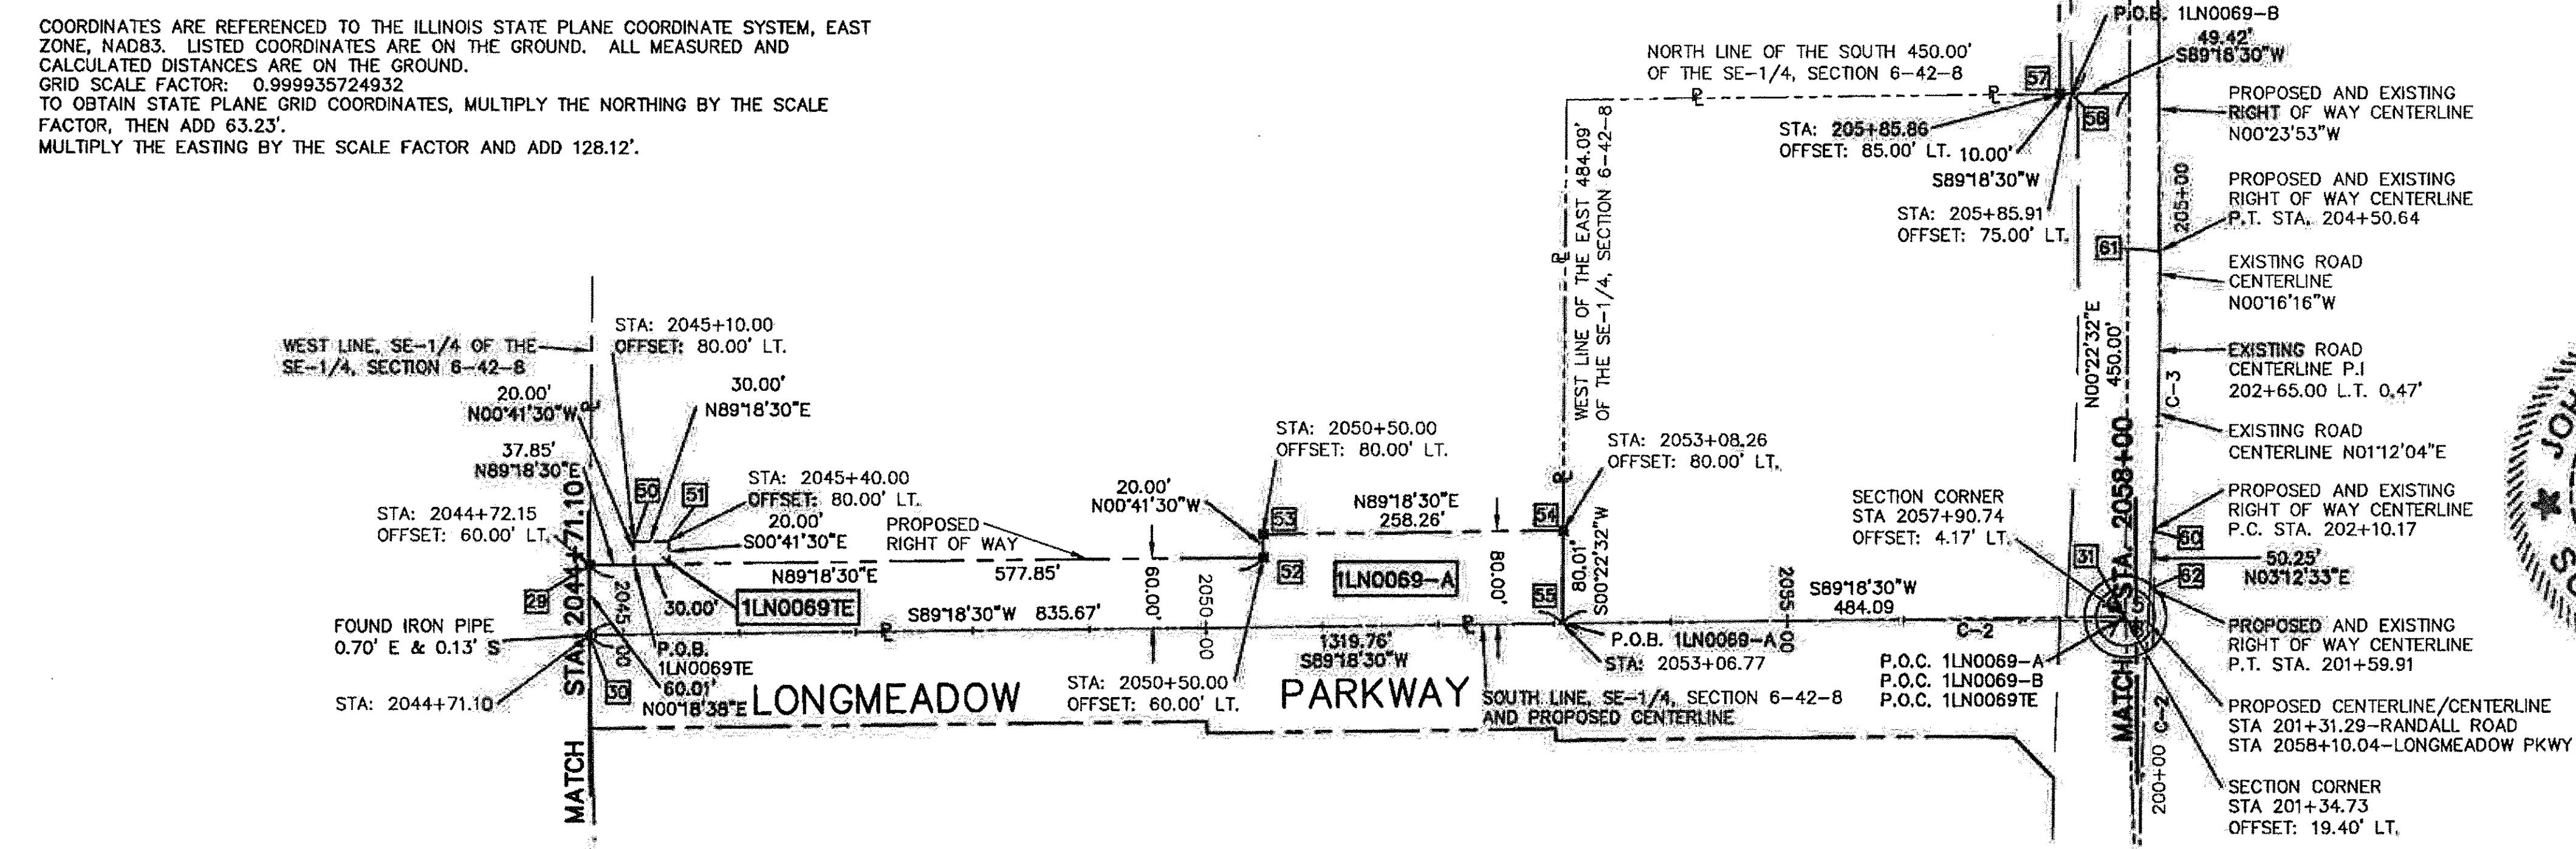 COORDINATES ARE REFERENCED TO THE ILLINOIS STATE PLANE COORDINATE SYSTEM, EAST
ZONE, NAD83. LISTED COORDINATES ARE ON THE GROUND. ALL MEASURED AND
CALCULATED DISTANCES ARE ON THE GROUND.
GRID SCALE FACTOR: 0.999935724932
TO OBTAIN STATE PLANE GRID COORDINATES, MULTIPLY THE NORTHING BY THE SCALE
FACTOR, THEN ADD 63.23'.
MULTIPLY THE EASTING BY THE SCALE FACTOR AND ADD 128.12'.
P.O.B. 1LN0069-B
49.42'
S89°18'30"W
NORTH LINE OF THE SOUTH 450.00'
OF THE SE-1/4, SECTION 6-42-8
57
56
STA: 205+85.86
OFFSET: 85.00' LT.
10.00'
S89°18'30"W
STA: 205+85.91
OFFSET: 75.00' LT.
PROPOSED AND EXISTING
RIGHT OF WAY CENTERLINE
N00°23'53"W
205+00
PROPOSED AND EXISTING
RIGHT OF WAY CENTERLINE
P.T. STA. 204+50.64
61
EXISTING ROAD
CENTERLINE
N00°16'16"W
EXISTING ROAD
CENTERLINE P.I
202+65.00 L.T. 0.47'
C-3
EXISTING ROAD
CENTERLINE N01°12'04"E
PROPOSED AND EXISTING
RIGHT OF WAY CENTERLINE
P.C. STA. 202+10.17
60
50.25'
N03°12'33"E
62
PROPOSED AND EXISTING
RIGHT OF WAY CENTERLINE
P.T. STA. 201+59.91
PROPOSED CENTERLINE/CENTERLINE
STA 201+31.29-RANDALL ROAD
STA 2058+10.04-LONGMEADOW PKWY
SECTION CORNER
STA 201+34.73
OFFSET: 19.40' LT.
200+00
C-2
N00°22'32"E
450.00'
MATCH STA. 2058+00
WEST LINE OF THE EAST 484.09'
OF THE SE-1/4, SECTION 6-42-8
WEST LINE, SE-1/4 OF THE
SE-1/4, SECTION 6-42-8
STA: 2045+10.00
OFFSET: 80.00' LT.
20.00'
N00°41'30"W
30.00'
N89°18'30"E
37.85'
N89°18'30"E
50
51
STA: 2045+40.00
OFFSET: 80.00' LT.
20.00'
S00°41'30"E
STA: 2044+72.15
OFFSET: 60.00' LT.
PROPOSED
RIGHT OF WAY
N89°18'30"E
577.85'
20.00'
N00°41'30"W
STA: 2050+50.00
OFFSET: 80.00' LT.
53
52
N89°18'30"E
258.26'
54
STA: 2053+08.26
OFFSET: 80.00' LT.
1LN0069-A
80.00'
80.01'
S00°22'32"W
55
SECTION CORNER
STA 2057+90.74
OFFSET: 4.17' LT.
31
S89°18'30"W
484.09
C-2
2055+00
29
2045+00
30.00'
1LN0069TE
S89°18'30"W 835.67'
60.00'
2050+00
FOUND IRON PIPE
0.70' E & 0.13' S
P.O.B.
1LN0069TE
60.01'
N00°18'38"E
30
STA: 2044+71.10
MATCH STA. 2044+71.10
1319.76'
S89°18'30"W
P.O.B. 1LN0069-A
STA: 2053+06.77
P.O.C. 1LN0069-A
P.O.C. 1LN0069-B
P.O.C. 1LN0069TE
LONGMEADOW PARKWAY
STA: 2050+50.00
OFFSET: 60.00' LT.
SOUTH LINE, SE-1/4, SECTION 6-42-8
AND PROPOSED CENTERLINE